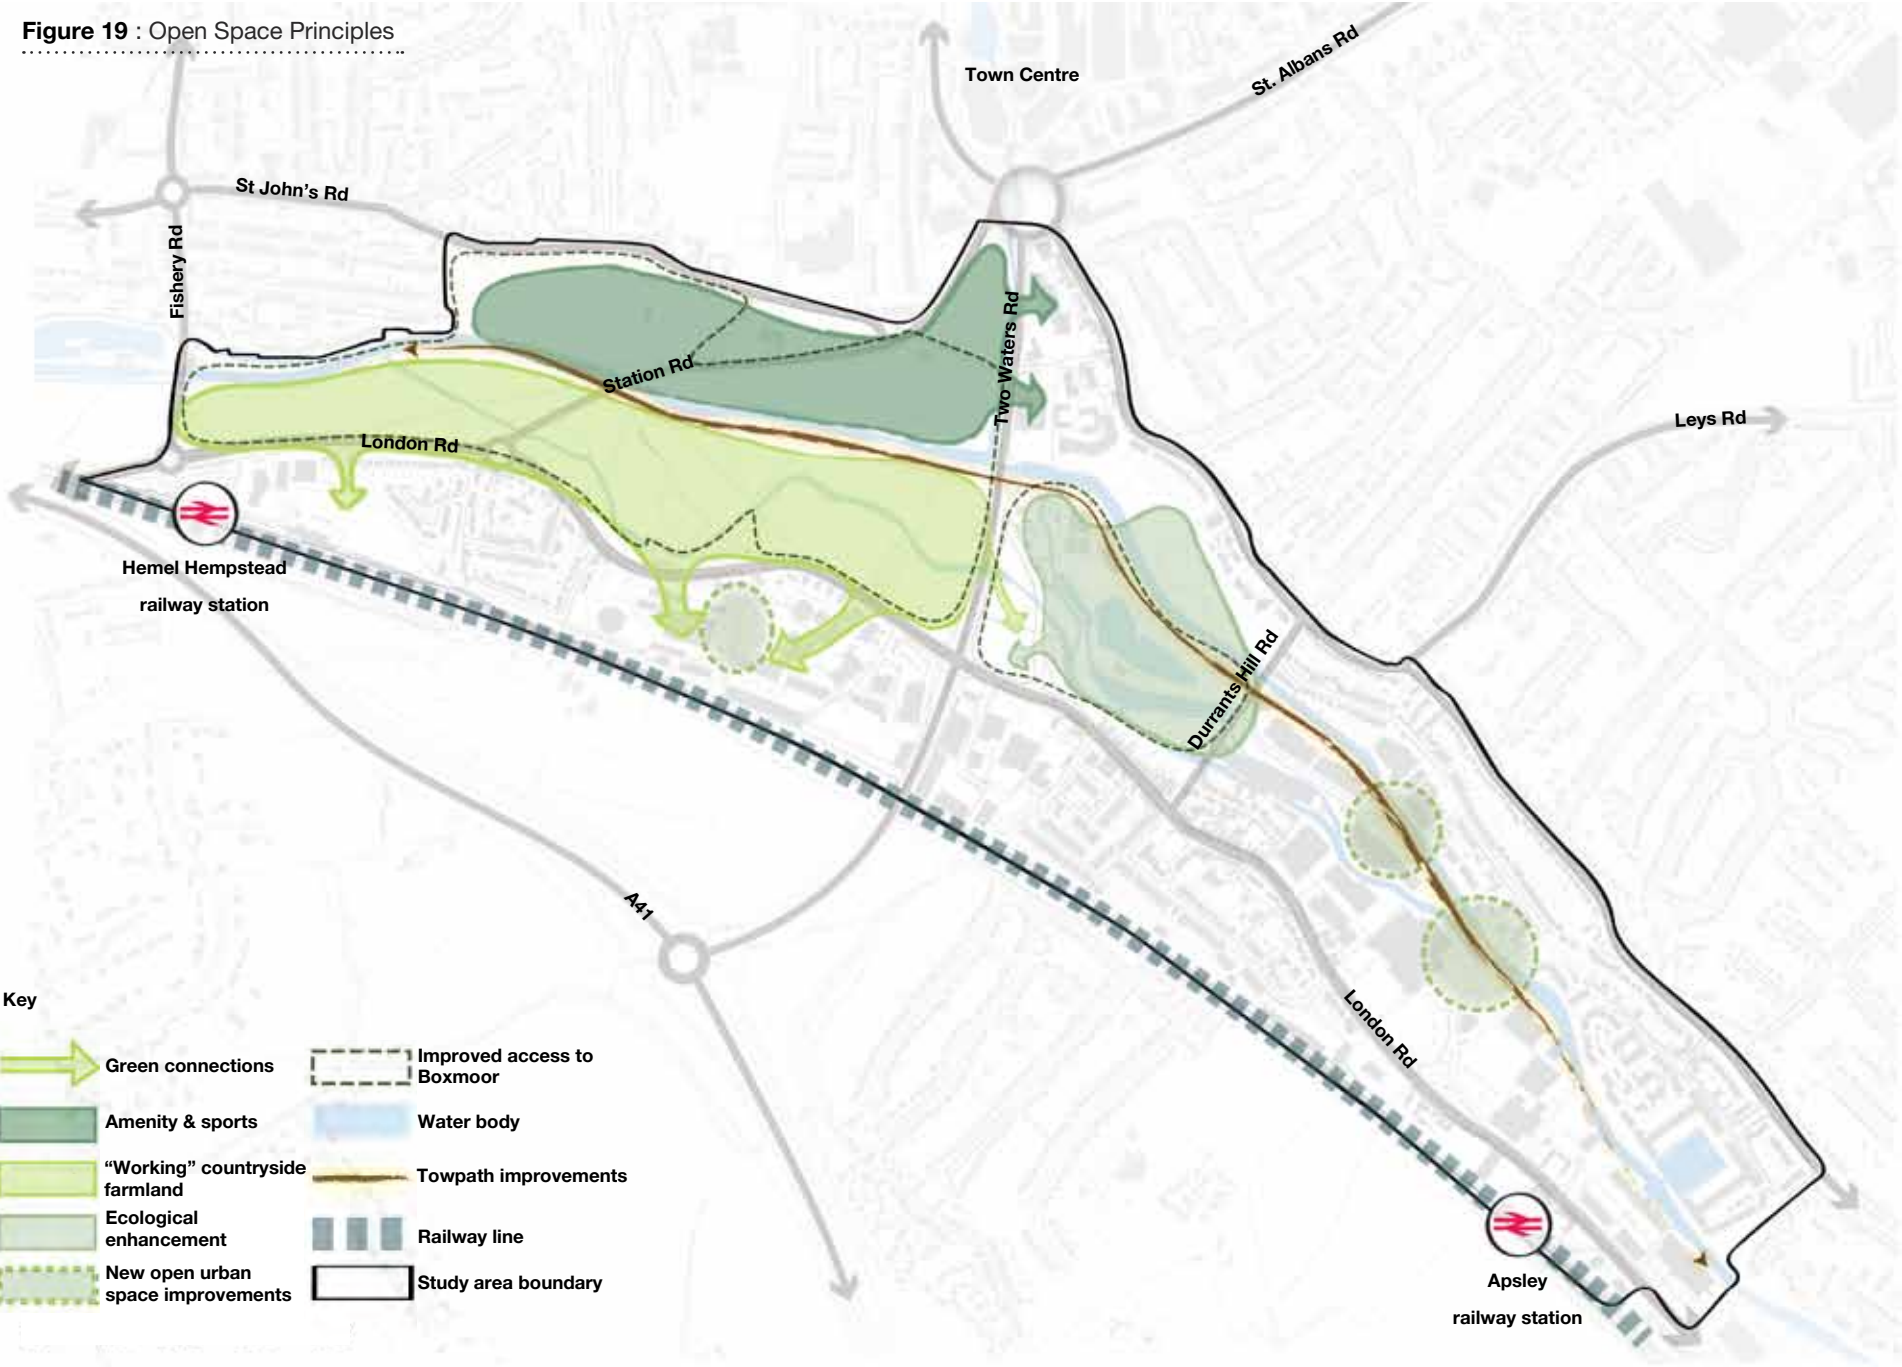 Figure 19 : Open Space Principles
Town Centre
St. Albans Rd
St John's Rd
Fishery Rd
Two Waters Rd
Station Rd
Leys Rd
London Rd
Hemel Hempstead
railway station
Durrants Hill Rd
A41
London Rd
Apsley
railway station
Key
Green connections
Amenity & sports
“Working” countryside
farmland
Ecological
enhancement
New open urban
space improvements
Improved access to
Boxmoor
Water body
Towpath improvements
Railway line
Study area boundary